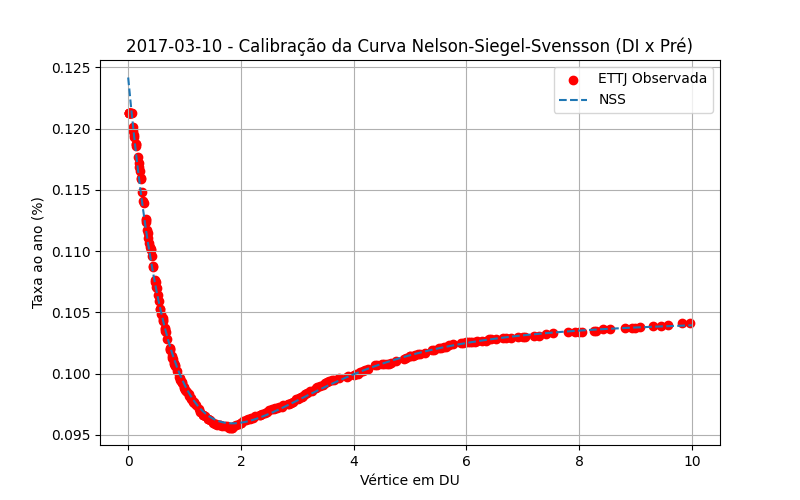 2017-03-10 - Calibração da Curva Nelson-Siegel-Svensson (DI x Pré)
ETTJ Observada
NSS
Taxa ao ano (%)
0.125
0.120
0.115
0.110
0.105
0.100
0.095
0 2 4 6 8 10
Vértice em DU